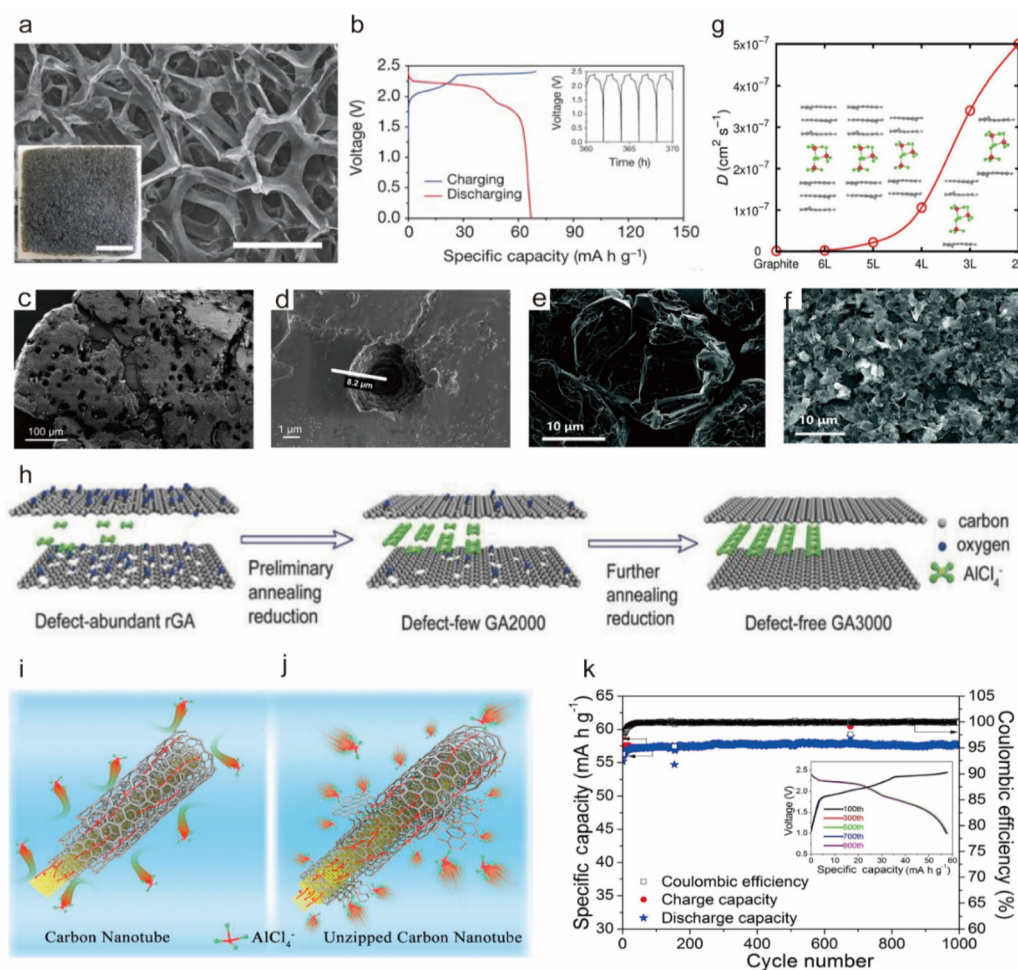 a
b
g
Voltage (V)
2.5
2.0
1.5
1.0
0.5
0.0
0 30 60 90 120 150
Specific capacity (mA h g⁻¹)
Charging
Discharging
Voltage (V)
2.5
2.0
1.5
1.0
0.5
360 365 370
Time (h)
D (cm² s⁻¹)
5x10⁻⁷
4x10⁻⁷
3x10⁻⁷
2x10⁻⁷
1x10⁻⁷
0
Graphite 6L 5L 4L 3L 2
c
d
e
f
100 μm
8.2 μm
1 μm
10 μm
10 μm
h
Preliminary
annealing
reduction
Further
annealing
reduction
carbon
oxygen
AlCl₄⁻
Defect-abundant rGA
Defect-few GA2000
Defect-free GA3000
i
j
k
Carbon Nanotube
AlCl₄⁻
Unzipped Carbon Nanotube
Specific capacity (mA h g⁻¹)
65
60
55
50
45
40
35
30
0 200 400 600 800 1000
Cycle number
105
100
95
90
85
80
75
70
65
60
Coulombic efficiency (%)
Coulombic efficiency
Charge capacity
Discharge capacity
Voltage (V)
2.5
2.0
1.5
1.0
0.5
100th
300th
700th
0 10 20 30 40 50 60
Specific capacity (mA h g⁻¹)